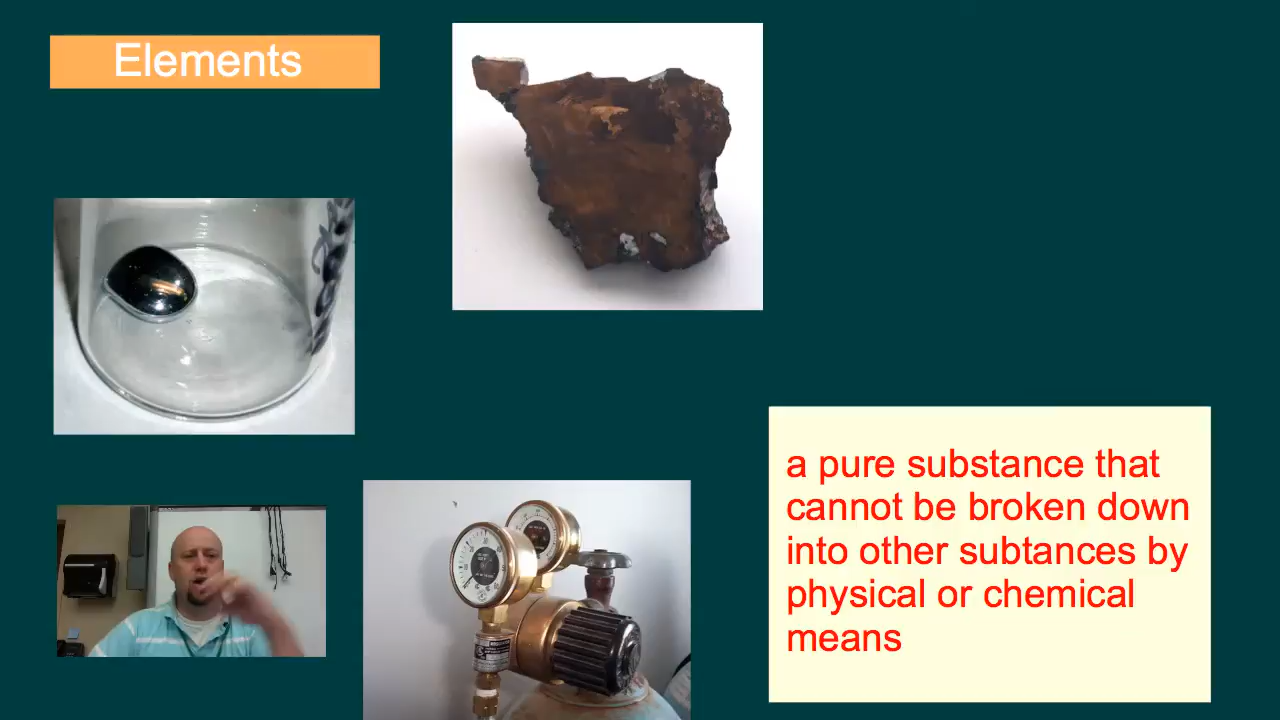 Elements
a pure substance that
cannot be broken down
into other subtances by
physical or chemical
means